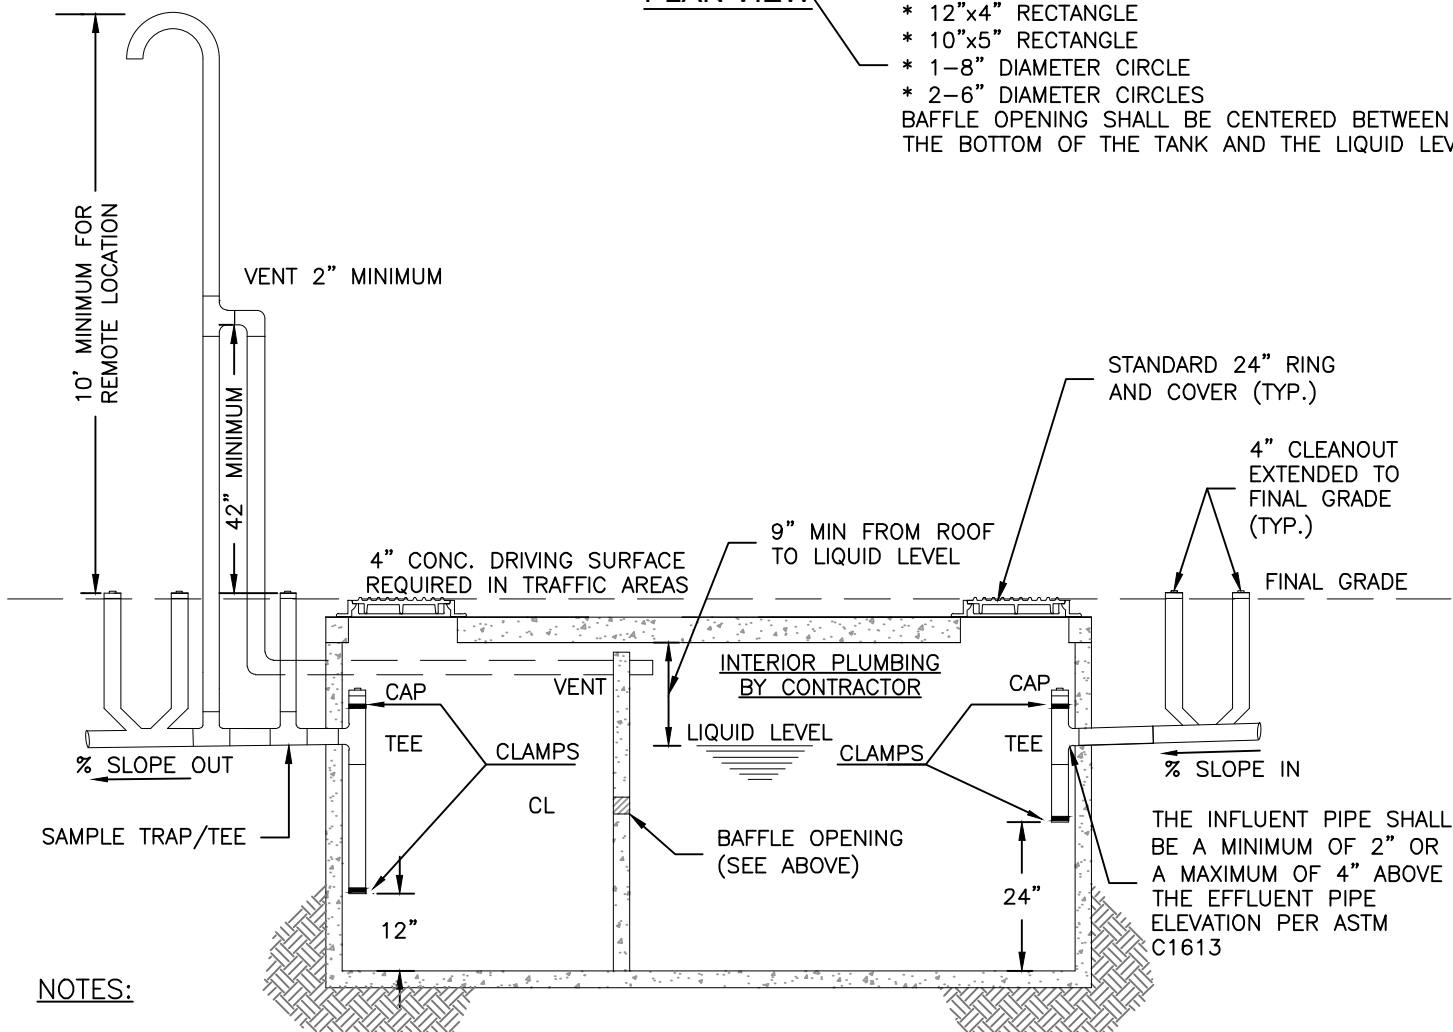 PLAN VIEW
* 12"x4" RECTANGLE
* 10"x5" RECTANGLE
* 1-8" DIAMETER CIRCLE
* 2-6" DIAMETER CIRCLES
BAFFLE OPENING SHALL BE CENTERED BETWEEN
THE BOTTOM OF THE TANK AND THE LIQUID LEV
10' MINIMUM FOR
REMOTE LOCATION
VENT 2" MINIMUM
42" MINIMUM
STANDARD 24" RING
AND COVER (TYP.)
4" CLEANOUT
EXTENDED TO
FINAL GRADE
(TYP.)
9" MIN FROM ROOF
TO LIQUID LEVEL
4" CONC. DRIVING SURFACE
REQUIRED IN TRAFFIC AREAS
FINAL GRADE
INTERIOR PLUMBING
BY CONTRACTOR
CAP
VENT
CAP
TEE
LIQUID LEVEL
TEE
CLAMPS
CLAMPS
% SLOPE OUT
% SLOPE IN
CL
SAMPLE TRAP/TEE
BAFFLE OPENING
(SEE ABOVE)
THE INFLUENT PIPE SHALL
BE A MINIMUM OF 2" OR
A MAXIMUM OF 4" ABOVE
THE EFFLUENT PIPE
ELEVATION PER ASTM
C1613
24"
12"
NOTES: